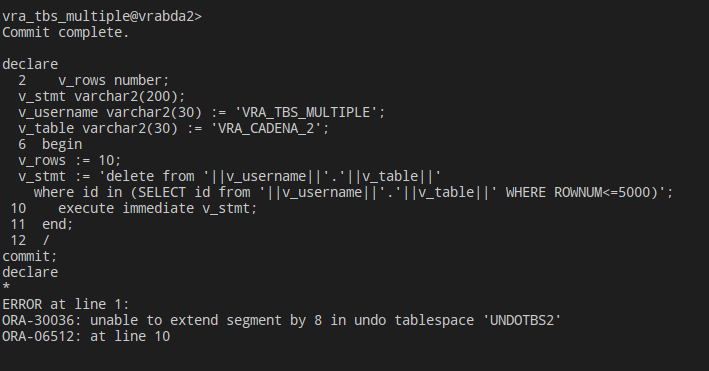 vra_tbs_multiple@vrabda2>
Commit complete.
declare
  2    v_rows number;
  v_stmt varchar2(200);
  v_username varchar2(30) := 'VRA_TBS_MULTIPLE';
  v_table varchar2(30) := 'VRA_CADENA_2';
  6  begin
  v_rows := 10;
  v_stmt := 'delete from '||v_username||'.'||v_table||'
    where id in (SELECT id from '||v_username||'.'||v_table||' WHERE ROWNUM<=5000)';
 10    execute immediate v_stmt;
 11  end;
 12  /
commit;
declare
*
ERROR at line 1:
ORA-30036: unable to extend segment by 8 in undo tablespace 'UNDOTBS2'
ORA-06512: at line 10